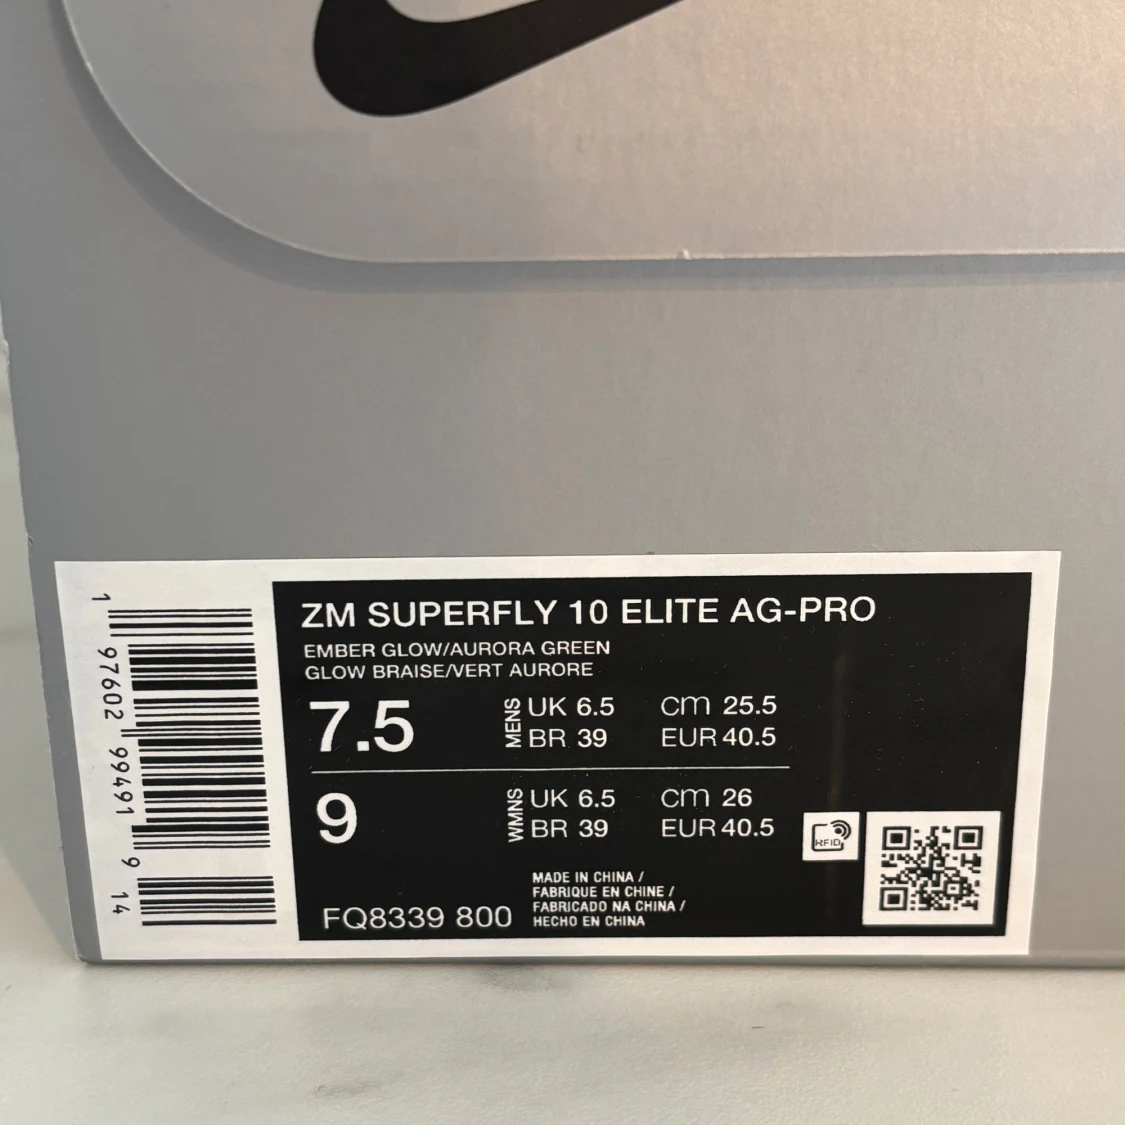 ZM SUPERFLY 10 ELITE AG-PRO
EMBER GLOW/AURORA GREEN
GLOW BRAISE/VERT AURORE
7.5 MENS UK 6.5 CM 25.5
BR 39 EUR 40.5
9 WMNS UK 6.5 CM 26
BR 39 EUR 40.5
RFID
MADE IN CHINA /
FABRIQUE EN CHINE /
FABRICADO NA CHINA /
HECHO EN CHINA
FQ8339 800
1 97602 99491 9 14